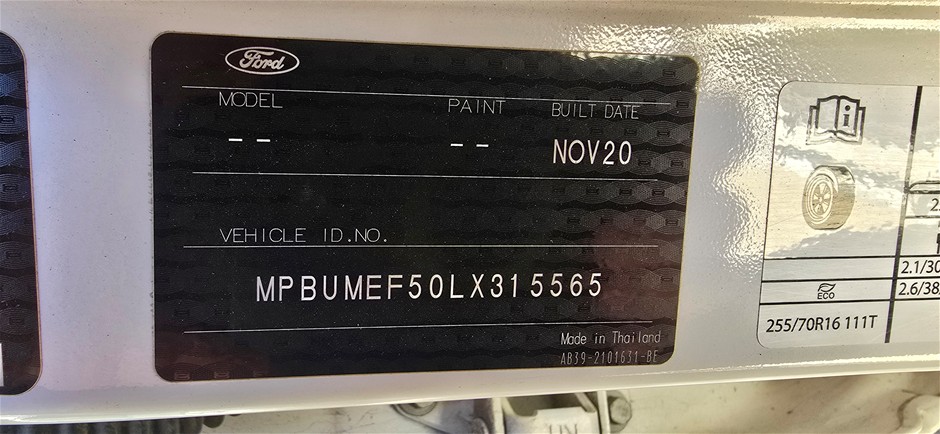 Ford
MODEL PAINT BUILT DATE
-- -- NOV20
VEHICLE ID.NO.
MPBUMEF50LX315565
Made in Thailand
AB39-2101631-BE
i
2.1/30
ECO 2.6/38
255/70R16 111T